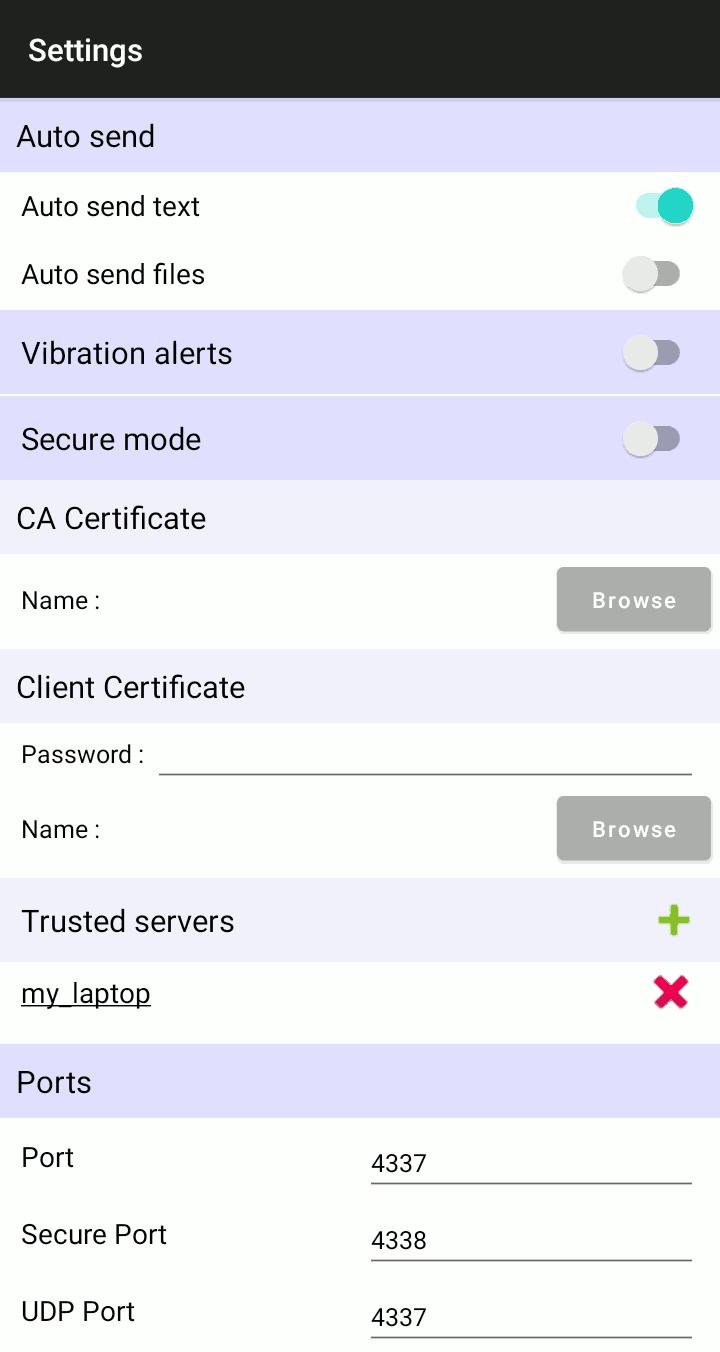 Settings
Auto send
Auto send text
Auto send files
Vibration alerts
Secure mode
CA Certificate
Name : Browse
Client Certificate
Password :
Name : Browse
Trusted servers
my_laptop
Ports
Port 4337
Secure Port 4338
UDP Port 4337